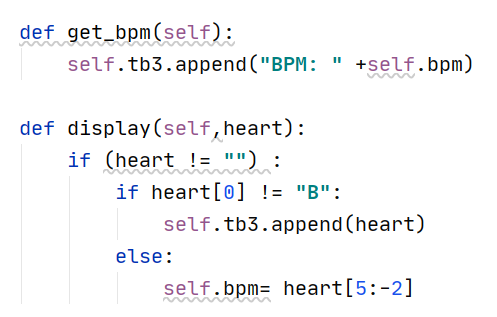 def get_bpm(self):
    self.tb3.append("BPM: " +self.bpm)

def display(self,heart):
    if (heart != "") :
        if heart[0] != "B":
            self.tb3.append(heart)
        else:
            self.bpm= heart[5:-2]